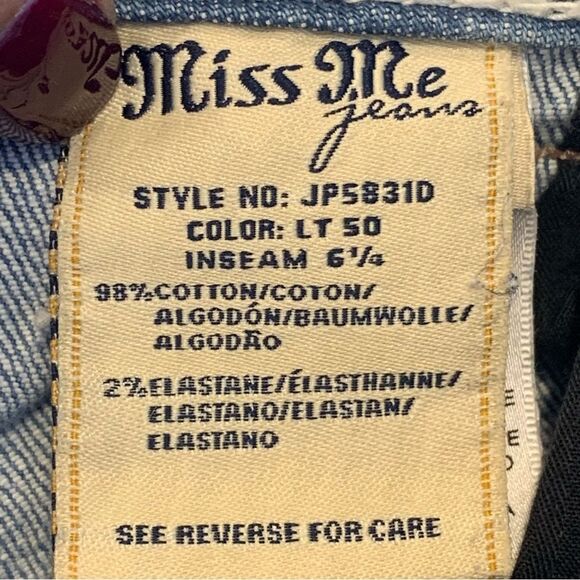 Miss Me
jeans
STYLE NO: JP5831D
COLOR: LT 50
INSEAM 6¼
98% COTTON/COTON/
ALGODÓN/BAUMWOLLE/
ALGODÃO
2% ELASTANE/ÉLASTHANNE/
ELASTANO/ELASTAN/
ELASTANO
SEE REVERSE FOR CARE